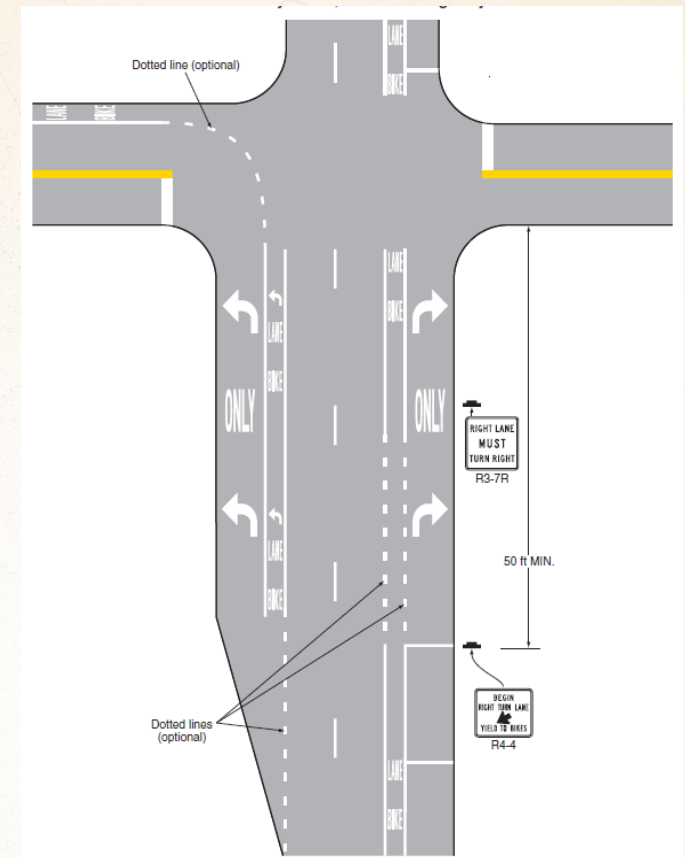 LANE
BIKE
Dotted line (optional)
LANE
BIKE
LANE
BIKE
LANE
BIKE
ONLY
ONLY
RIGHT LANE
MUST
TURN RIGHT
R3-7R
LANE
BIKE
50 ft MIN.
BEGIN
RIGHT TURN LANE
YIELD TO BIKES
R4-4
Dotted lines
(optional)
LANE
BIKE